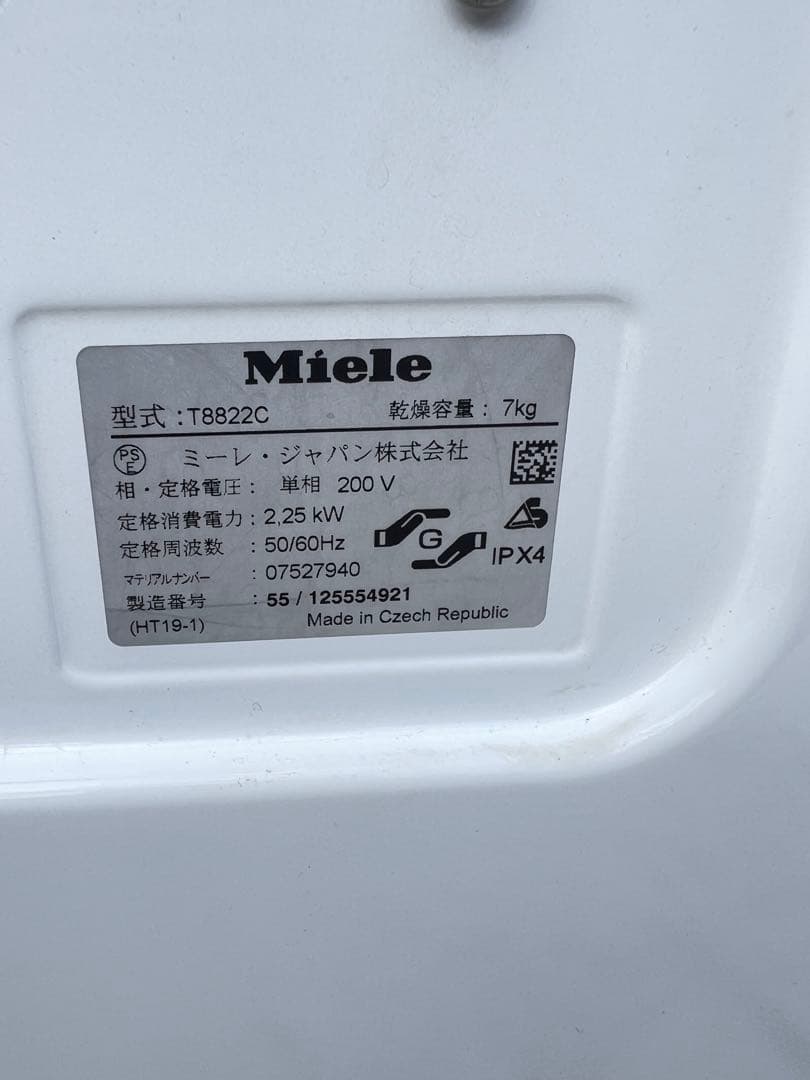 Miele
型式 : T8822C 乾燥容量 : 7kg
PSE ミーレ・ジャパン株式会社
相・定格電圧 : 単相 200 V
定格消費電力 : 2,25 kW
定格周波数 : 50/60Hz G IPX4
マテリアルナンバー : 07527940
製造番号 : 55 / 125554921
(HT19-1) Made in Czech Republic